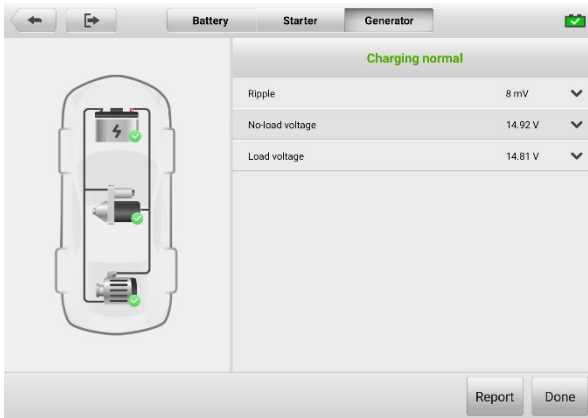 Battery Starter Generator
Charging normal
Ripple 8 mV
No-load voltage 14.92 V
Load voltage 14.81 V
Report Done